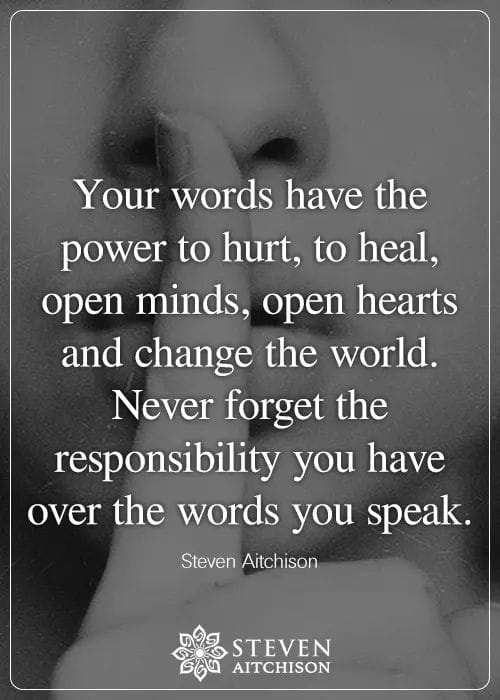 Your words have the
power to hurt, to heal,
open minds, open hearts
and change the world.
Never forget the
responsibility you have
over the words you speak.
Steven Aitchison
STEVEN
AITCHISON